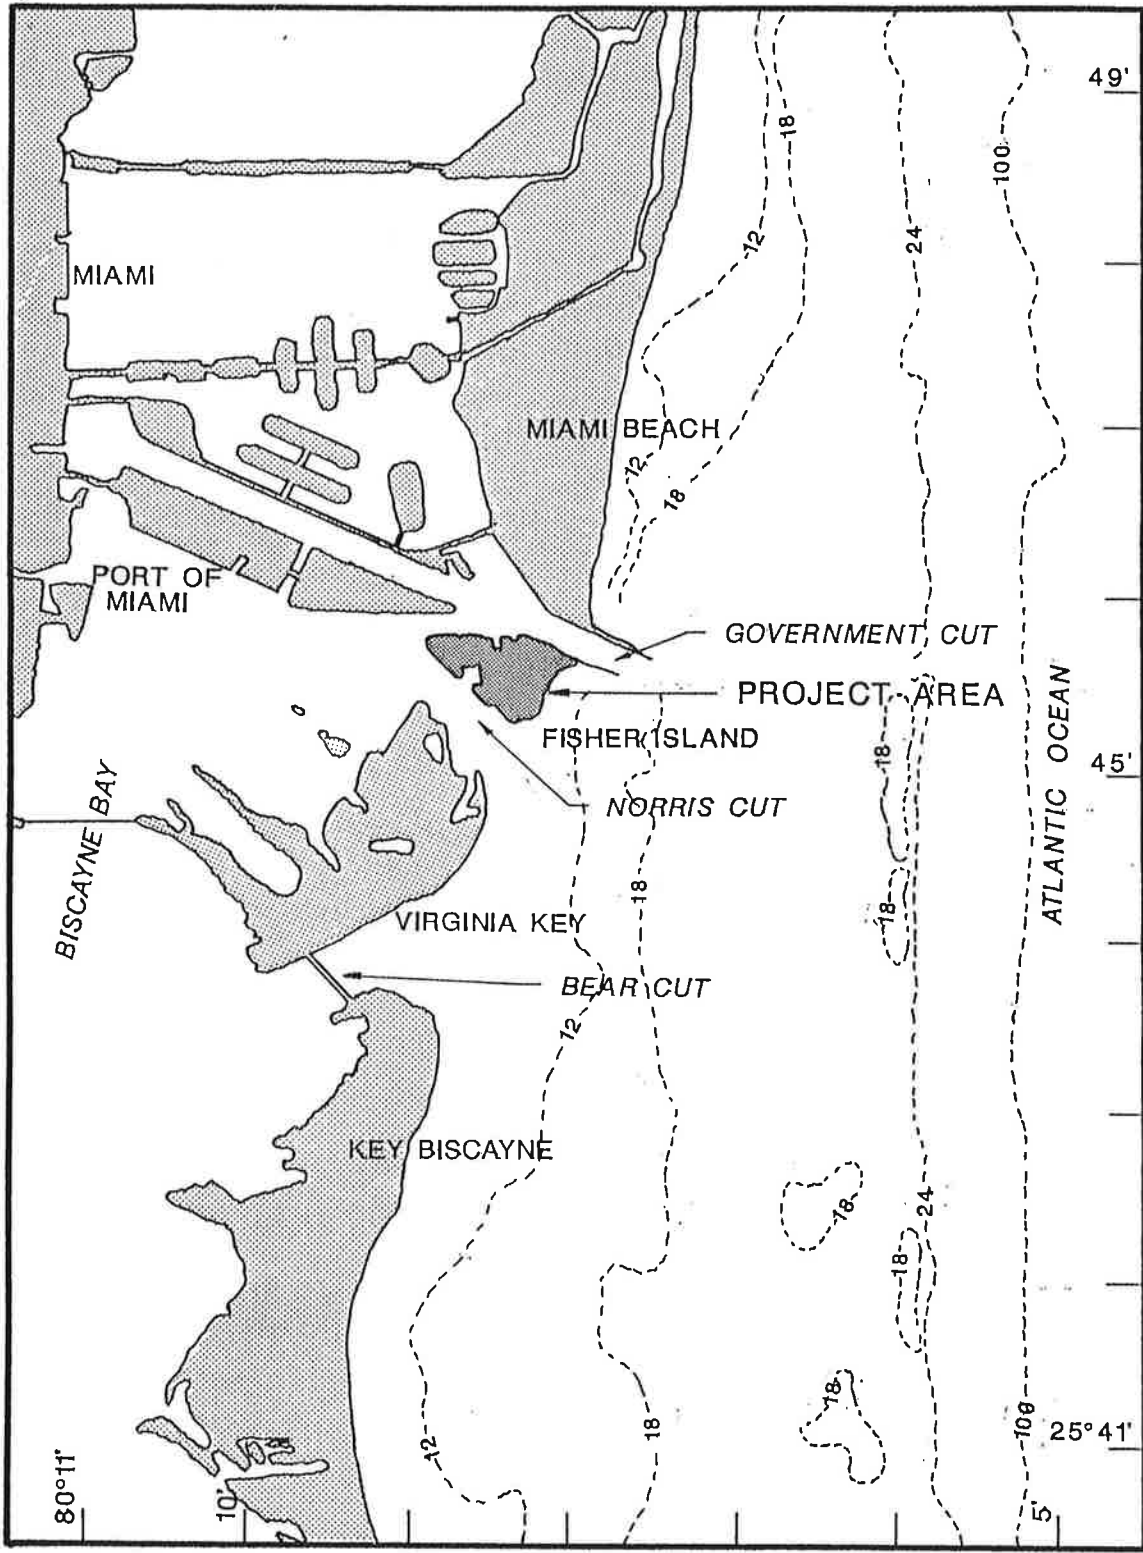 49'
18
100
12
24
MIAMI
MIAMI BEACH
12
18
PORT OF
MIAMI
GOVERNMENT CUT
PROJECT AREA
FISHER ISLAND
18
45'
NORRIS CUT
BISCAYNE BAY
ATLANTIC OCEAN
18
18
VIRGINIA KEY
BEAR CUT
12
KEY BISCAYNE
18
24
18
18
12
18
100
25°41'
80°11'
10'
5'